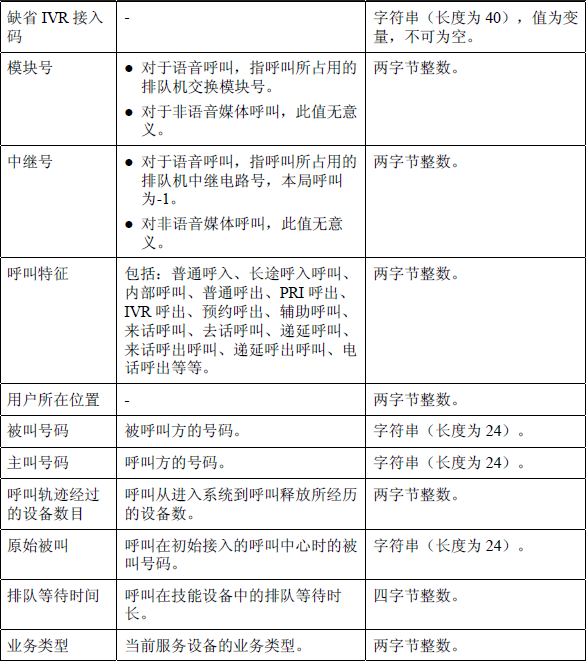 缺省 IVR 接入码
-
字符串（长度为 40），值为变量，不可为空。
模块号
● 对于语音呼叫，指呼叫所占用的排队机交换模块号。
● 对于非语音媒体呼叫，此值无意义。
两字节整数。
中继号
● 对于语音呼叫，指呼叫所占用的排队机中继电路号，本局呼叫为-1。
● 对非语音媒体呼叫，此值无意义。
两字节整数。
呼叫特征
包括：普通呼入、长途呼入呼叫、
内部呼叫、普通呼出、PRI 呼出、
IVR 呼出、预约呼出、辅助呼叫、
来话呼叫、去话呼叫、递延呼叫、
来话呼出呼叫、递延呼出呼叫、电
话呼出等等。
两字节整数。
用户所在位置
-
两字节整数。
被叫号码
被呼叫方的号码。
字符串（长度为 24）。
主叫号码
呼叫方的号码。
字符串（长度为 24）。
呼叫轨迹经过的设备数目
呼叫从进入系统到呼叫释放所经历的设备数。
两字节整数。
原始被叫
呼叫在初始接入的呼叫中心时的被叫号码。
字符串（长度为 24）。
排队等待时间
呼叫在技能设备中的排队等待时长。
四字节整数。
业务类型
当前服务设备的业务类型。
两字节整数。